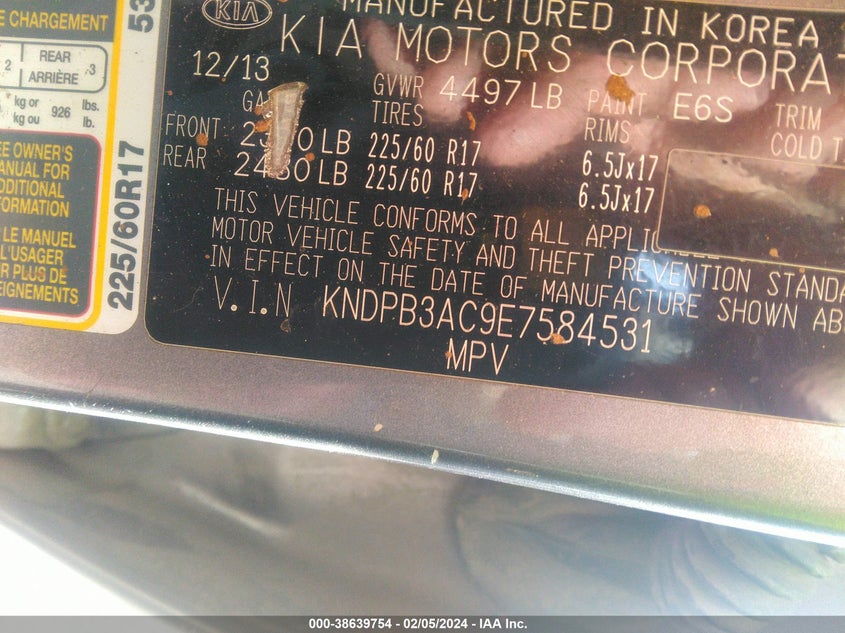 E CHARGEMENT
2 REAR 3
ARRIÈRE
kg or 926 lbs.
kg ou lb.
EE OWNER'S
ANUAL FOR
DDITIONAL
FORMATION
LE MANUEL
L'USAGER
R PLUS DE
EIGNEMENTS
225/60R17 53
KIA
MANUFACTURED IN KOREA
KIA MOTORS CORPORAT
12/13
GVWR 4497 LB PAINT E6S TRIM
TIRES RIMS COLD T
FRONT LB 225/60 R17 6.5Jx17
REAR LB 225/60 R17 6.5Jx17
THIS VEHICLE CONFORMS TO ALL
MOTOR VEHICLE SAFETY AND THEFT PREVENTION STANDA
IN EFFECT ON THE DATE OF MANUFACTURE SHOWN AB
V.I.N KNDPB3AC9E7584531
MPV
000-38639754 - 02/05/2024 - IAA Inc.